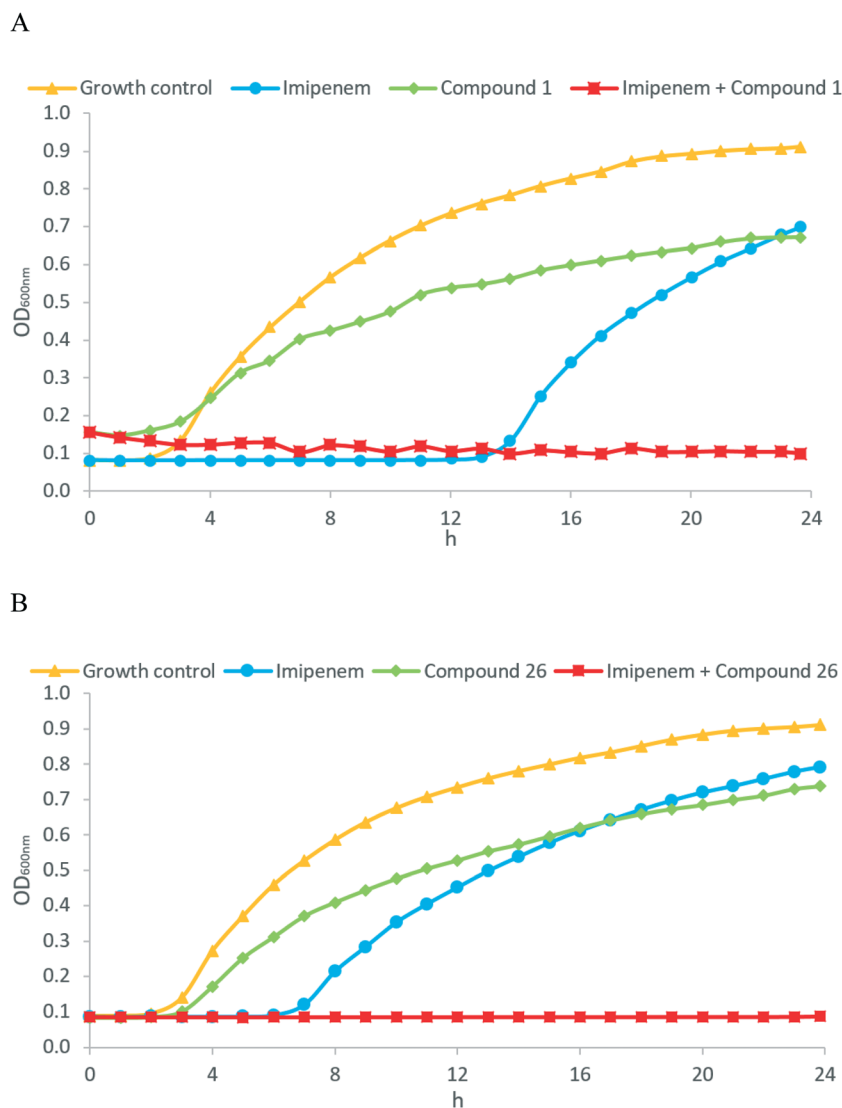 A
Growth control Imipenem Compound 1 Imipenem + Compound 1
1.0
0.9
0.8
0.7
0.6
0.5
0.4
0.3
0.2
0.1
0.0
OD600nm
0 4 8 12 16 20 24
h
B
Growth control Imipenem Compound 26 Imipenem + Compound 26
1.0
0.9
0.8
0.7
0.6
0.5
0.4
0.3
0.2
0.1
0.0
OD600nm
0 4 8 12 16 20 24
h